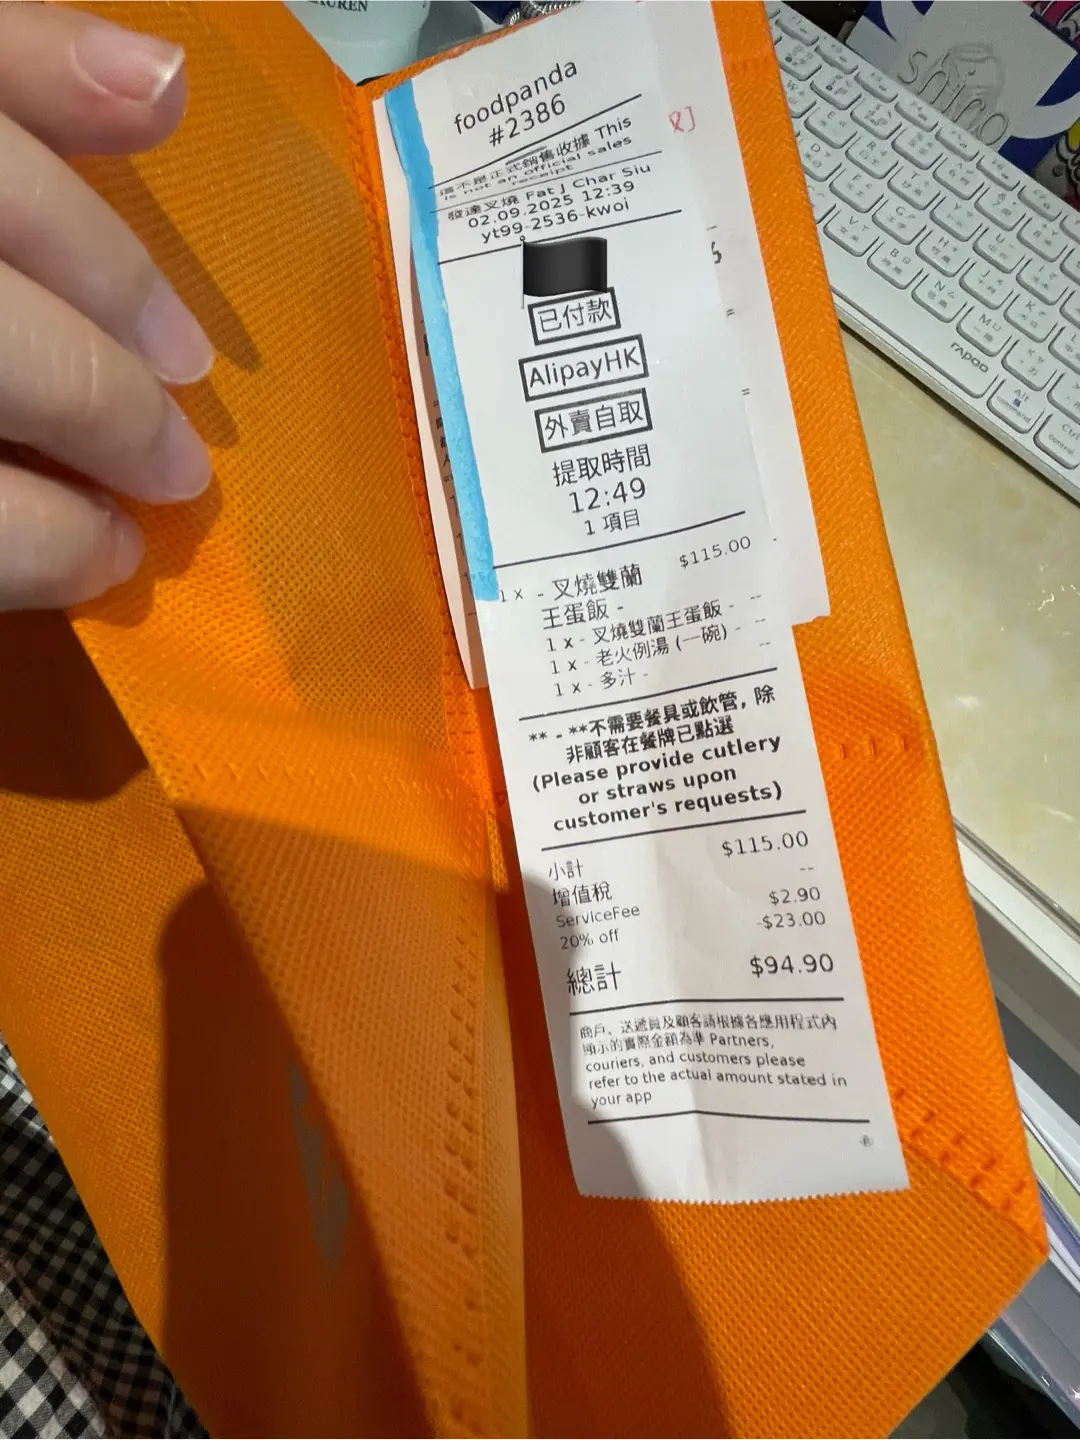 foodpanda
#2386
這不是正式銷售收據 This
is not an official sales
receipt
發達叉燒 Fat J Char Siu
02.09.2025 12:39
yt99-2536-kwoi
已付款
AlipayHK
外賣自取
提取時間
12:49
1 項目
1 x - 叉燒雙蘭 $115.00
王蛋飯 -
1 x - 叉燒雙蘭王蛋飯 - --
1 x - 老火例湯 (一碗) - --
1 x - 多汁 - --
** - **不需要餐具或飲管, 除
非顧客在餐牌已點選
(Please provide cutlery
or straws upon
customer's requests)
小計 $115.00
增值稅 --
ServiceFee $2.90
20% off -$23.00
總計 $94.90
商戶、送遞員及顧客請根據各應用程式內
顯示的實際金額為準 Partners,
couriers, and customers please
refer to the actual amount stated in
your app
®
rapoo
shiro
Alt
command
Ctrl
control